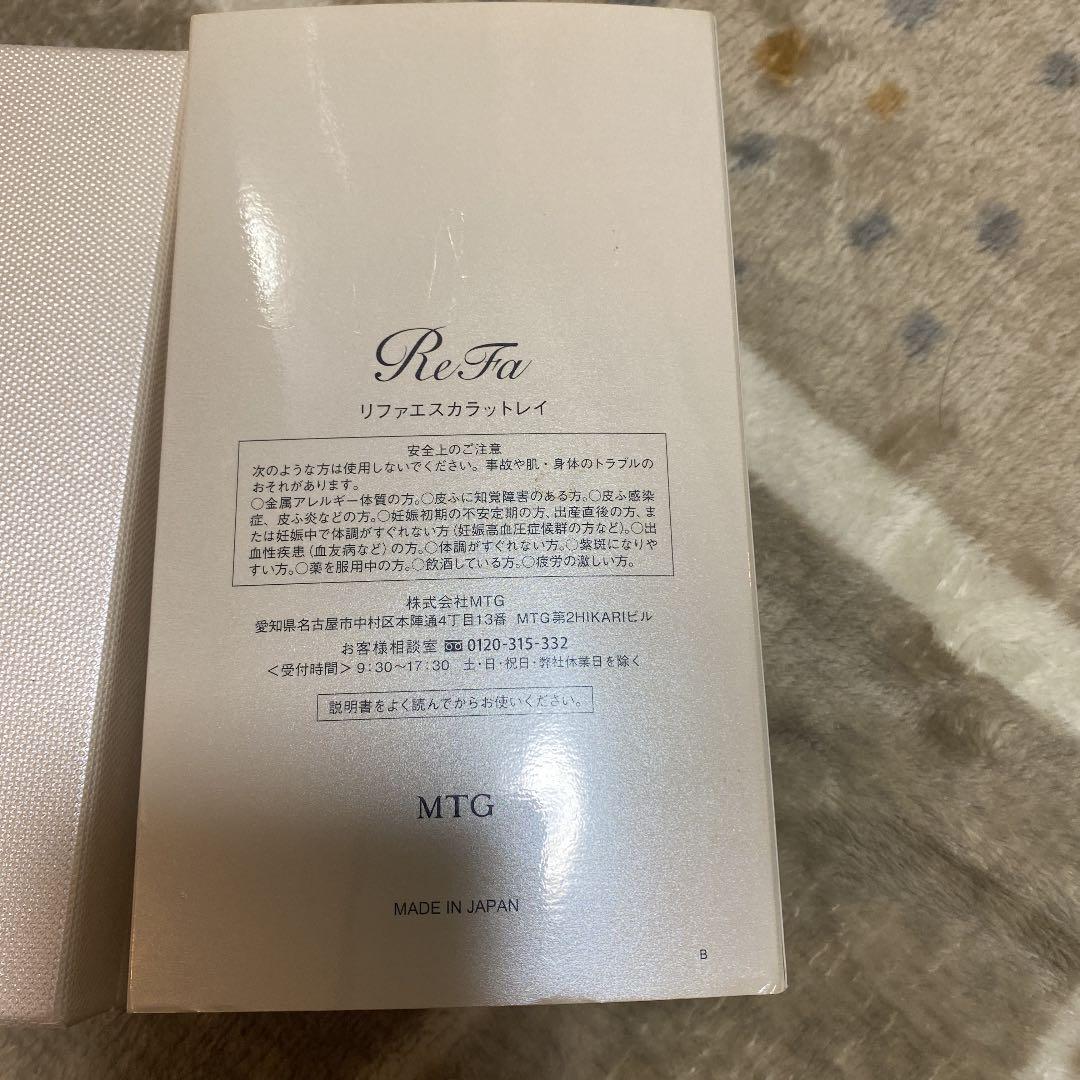 ReFa
リファエスカラットレイ
安全上のご注意
次のような方は使用しないでください。事故や肌・身体のトラブルの
おそれがあります。
○金属アレルギー体質の方。○皮ふに知覚障害のある方。○皮ふ感染
症、皮ふ炎などの方。○妊娠初期の不安定期の方、出産直後の方、ま
たは妊娠中で体調がすぐれない方(妊娠高血圧症候群の方など)。○出
血性疾患(血友病など)の方。○体調がすぐれない方。○紫斑になりや
すい方。○薬を服用中の方。○飲酒している方。○疲労の激しい方。
株式会社MTG
愛知県名古屋市中村区本陣通4丁目13番 MTG第2HIKARIビル
お客様相談室 0120-315-332
<受付時間> 9:30〜17:30 土・日・祝日・弊社休業日を除く
説明書をよく読んでからお使いください。
MTG
MADE IN JAPAN
B